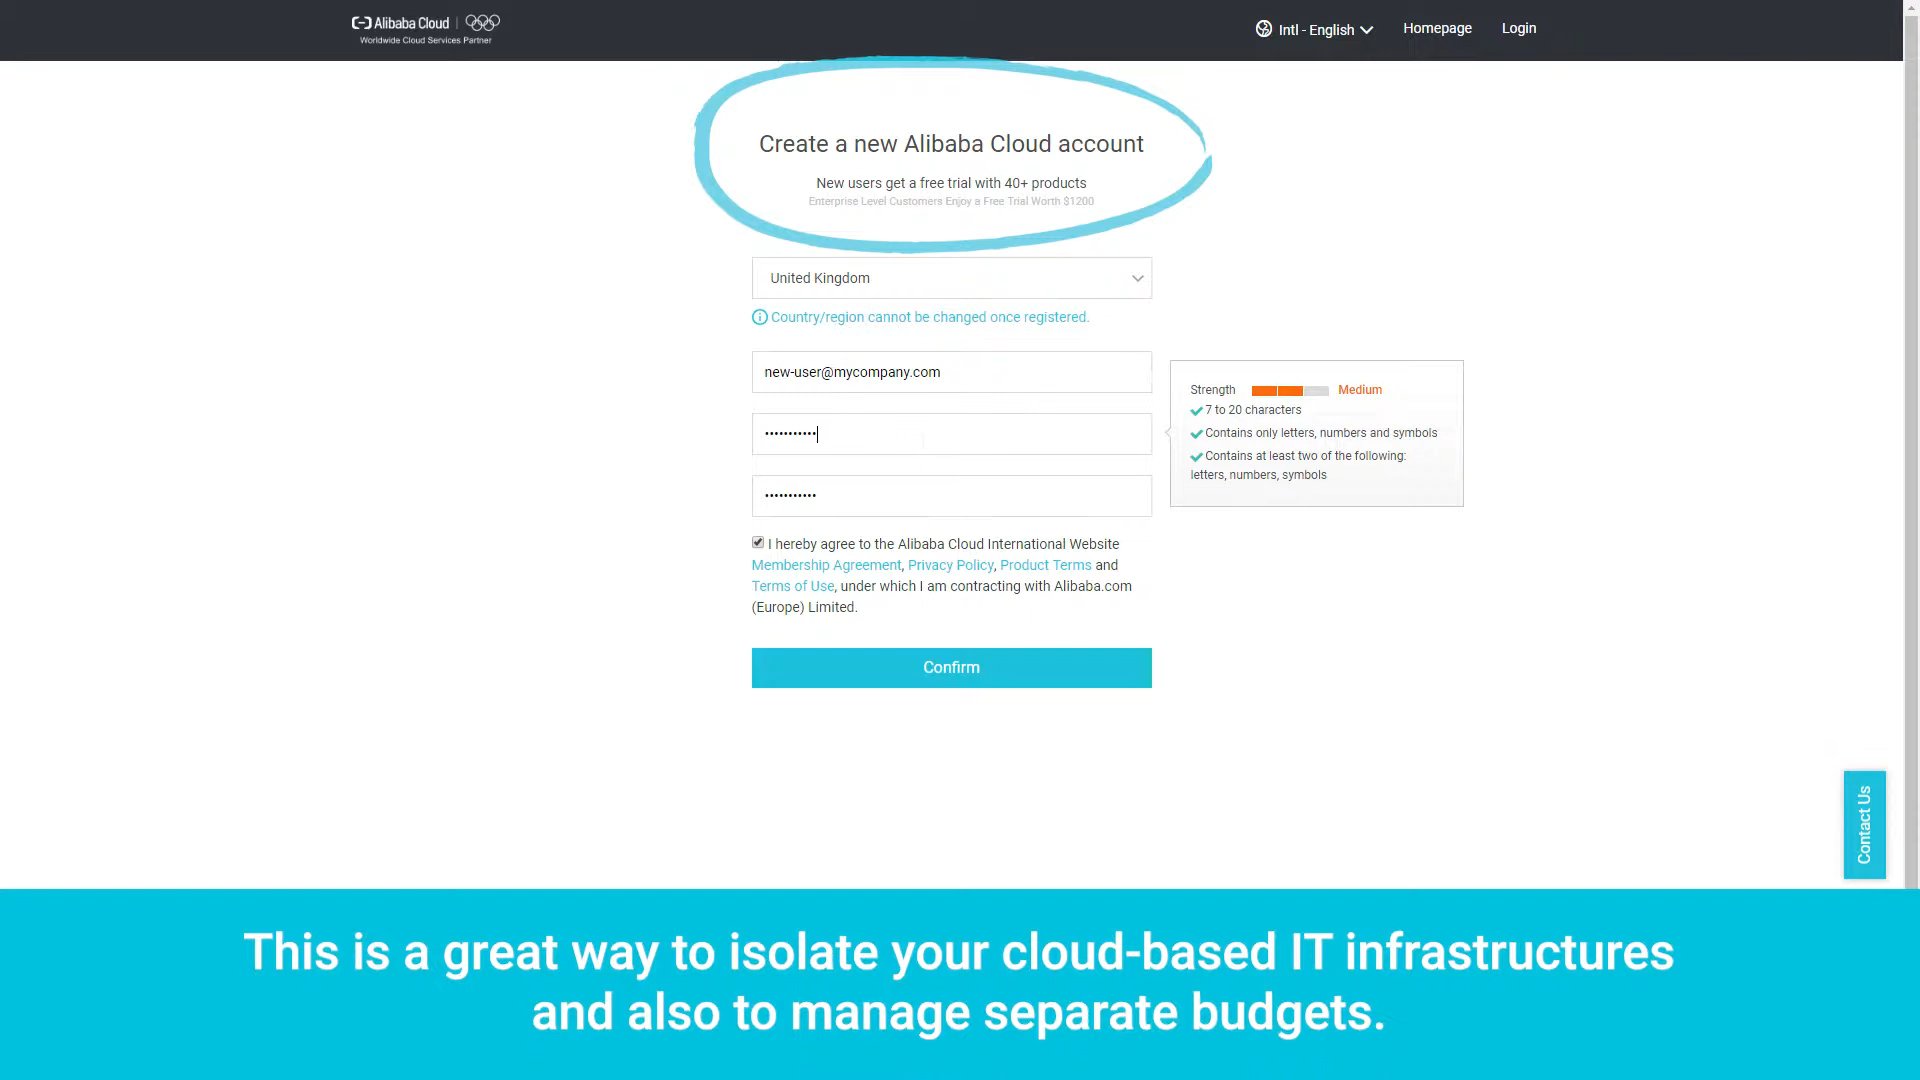 Alibaba Cloud
Worldwide Cloud Services Partner
Intl - English
Homepage
Login
Create a new Alibaba Cloud account
New users get a free trial with 40+ products
Enterprise Level Customers Enjoy a Free Trial Worth $1200
United Kingdom
Country/region cannot be changed once registered.
new-user@mycompany.com
•••••••••••
•••••••••••
Strength
Medium
7 to 20 characters
Contains only letters, numbers and symbols
Contains at least two of the following:
letters, numbers, symbols
I hereby agree to the Alibaba Cloud International Website
Membership Agreement, Privacy Policy, Product Terms and
Terms of Use, under which I am contracting with Alibaba.com
(Europe) Limited.
Confirm
Contact Us
This is a great way to isolate your cloud-based IT infrastructures
and also to manage separate budgets.